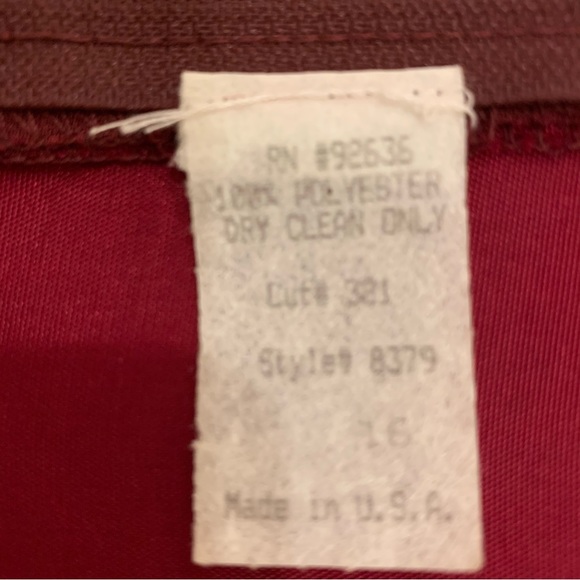 RN #92636
100% POLYESTER
DRY CLEAN ONLY
Cut# 321
Style# 8379
16
Made in U.S.A.